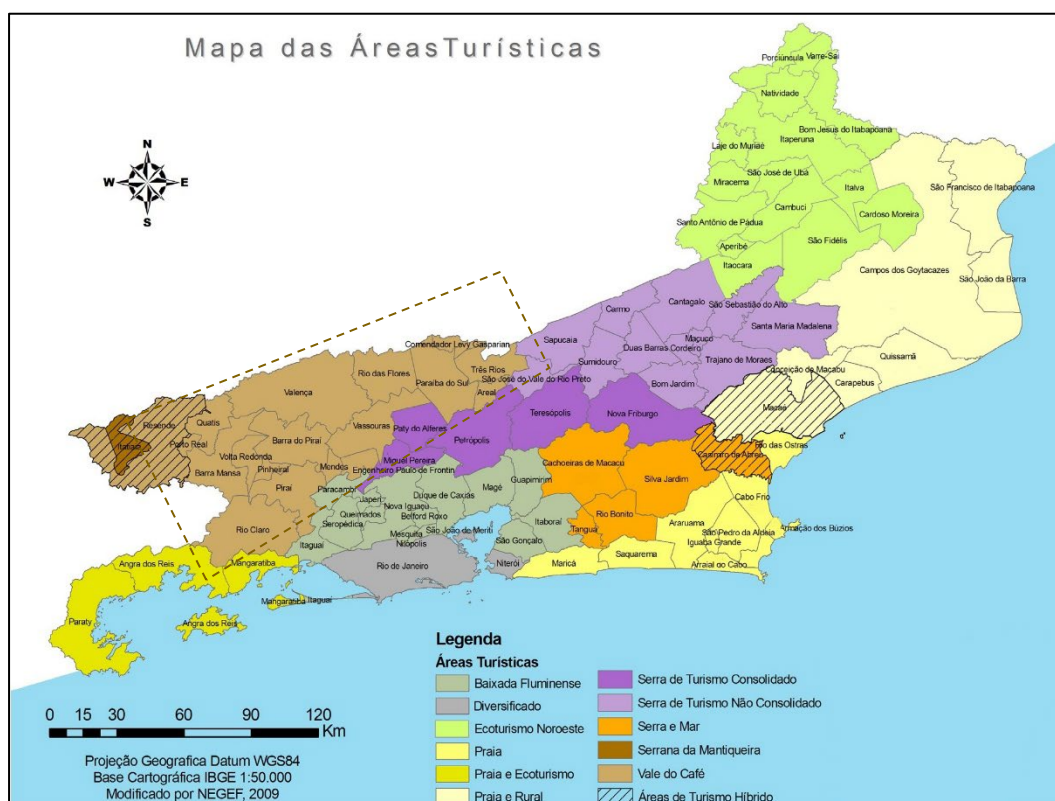 Mapa das ÁreasTurísticas
N
W E
S
Porciúncula
Varre-Sai
Natividade
Bom Jesus do Itabapoana
Itaperuna
Laje do Muriaé
São José de Ubá
Miracema
Italva
São Francisco de Itabapoana
Cambuci
Cardoso Moreira
Santo Antônio de Pádua
São Fidélis
Aperibé
Itaocara
Campos dos Goytacazes
São João da Barra
Cantagalo
São Sebastião do Alto
Carmo
Santa Maria Madalena
Sapucaia
Macuco
Duas Barras
Cordeiro
Trajano de Moraes
Sumidouro
Quissamã
Conceição de Macabu
Carapebus
Bom Jardim
Macaé
Comendador Levy Gasparian
Três Rios
Rio das Flores
Paraíba do Sul
São José do Vale do Rio Preto
Areal
Valença
Teresópolis
Nova Friburgo
Vassouras
Paty do Alferes
Petrópolis
Resende
Quatis
Itatiaia
Porto Real
Barra do Piraí
Volta Redonda
Miguel Pereira
Rio das Ostras
Casimiro de Abreu
Barra Mansa
Pinheiral
Mendes
Engenheiro Paulo de Frontin
Cachoeiras de Macacu
Silva Jardim
Piraí
Paracambi
Guapimirim
Magé
Duque de Caxias
Japeri
Nova Iguaçu
Cabo Frio
Queimados
Belford Roxo
Seropédica
Rio Bonito
Itaboraí
Araruama
Armação dos Búzios
Rio Claro
São João de Meriti
Mesquita
Nilópolis
Tanguá
São Pedro da Aldeia
Iguaba Grande
São Gonçalo
Itaguaí
Saquarema
Angra dos Reis
Mangaratiba
Rio de Janeiro
Niterói
Maricá
Arraial do Cabo
Paraty
Mangaratiba
Itaguaí
Angra dos Reis
Legenda
Áreas Turísticas
Baixada Fluminense
Diversificado
Ecoturismo Noroeste
Praia
Praia e Ecoturismo
Praia e Rural
Serra de Turismo Consolidado
Serra de Turismo Não Consolidado
Serra e Mar
Serrana da Mantiqueira
Vale do Café
Áreas de Turismo Híbrido
0 15 30 60 90 120
Km
Projeção Geografica Datum WGS84
Base Cartográfica IBGE 1:50.000
Modificado por NEGEF, 2009